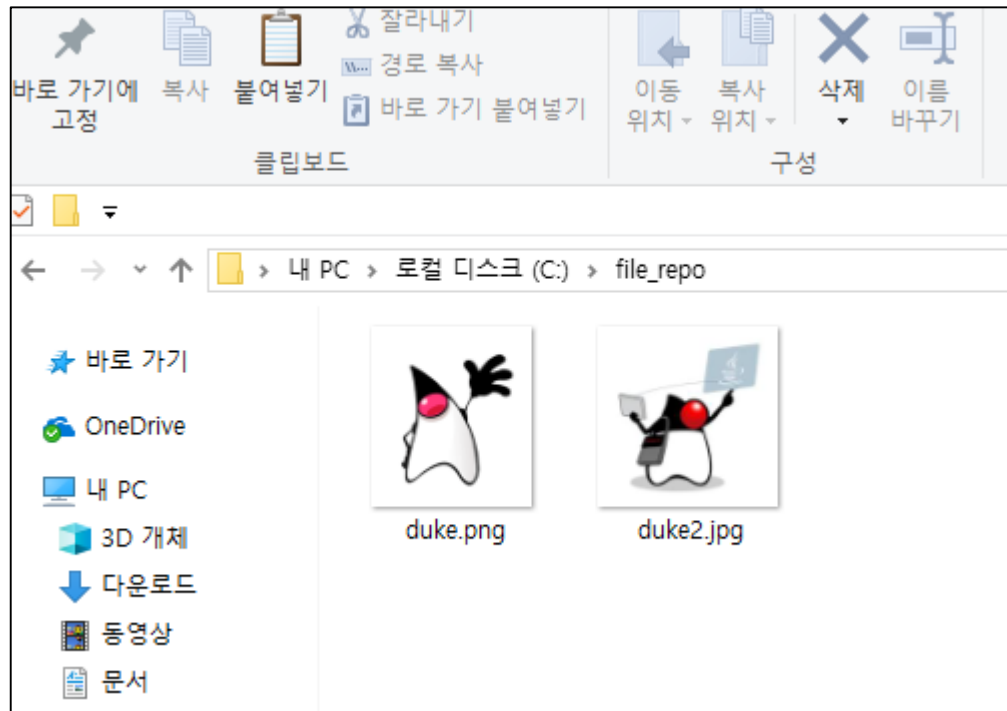 잘라내기
경로 복사
바로 가기 붙여넣기
바로 가기에
고정
복사
붙여넣기
이동
위치
복사
위치
삭제
이름
바꾸기
클립보드
구성
내 PC > 로컬 디스크 (C:) > file_repo
바로 가기
OneDrive
내 PC
3D 개체
다운로드
동영상
문서
duke.png
duke2.jpg